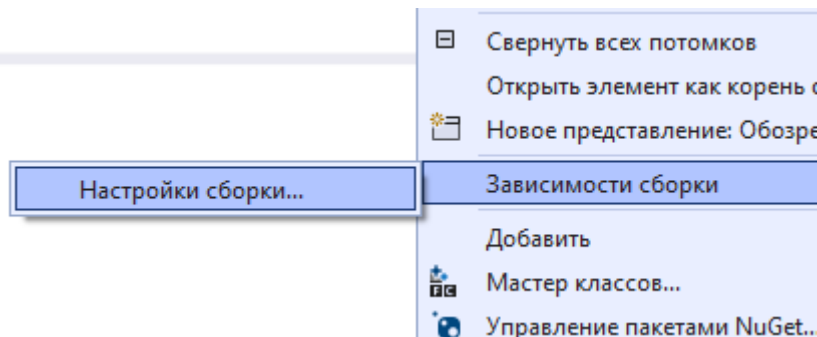 Свернуть всех потомков
Открыть элемент как корень
Новое представление: Обозре
Настройки сборки...
Зависимости сборки
Добавить
Мастер классов...
Управление пакетами NuGet...